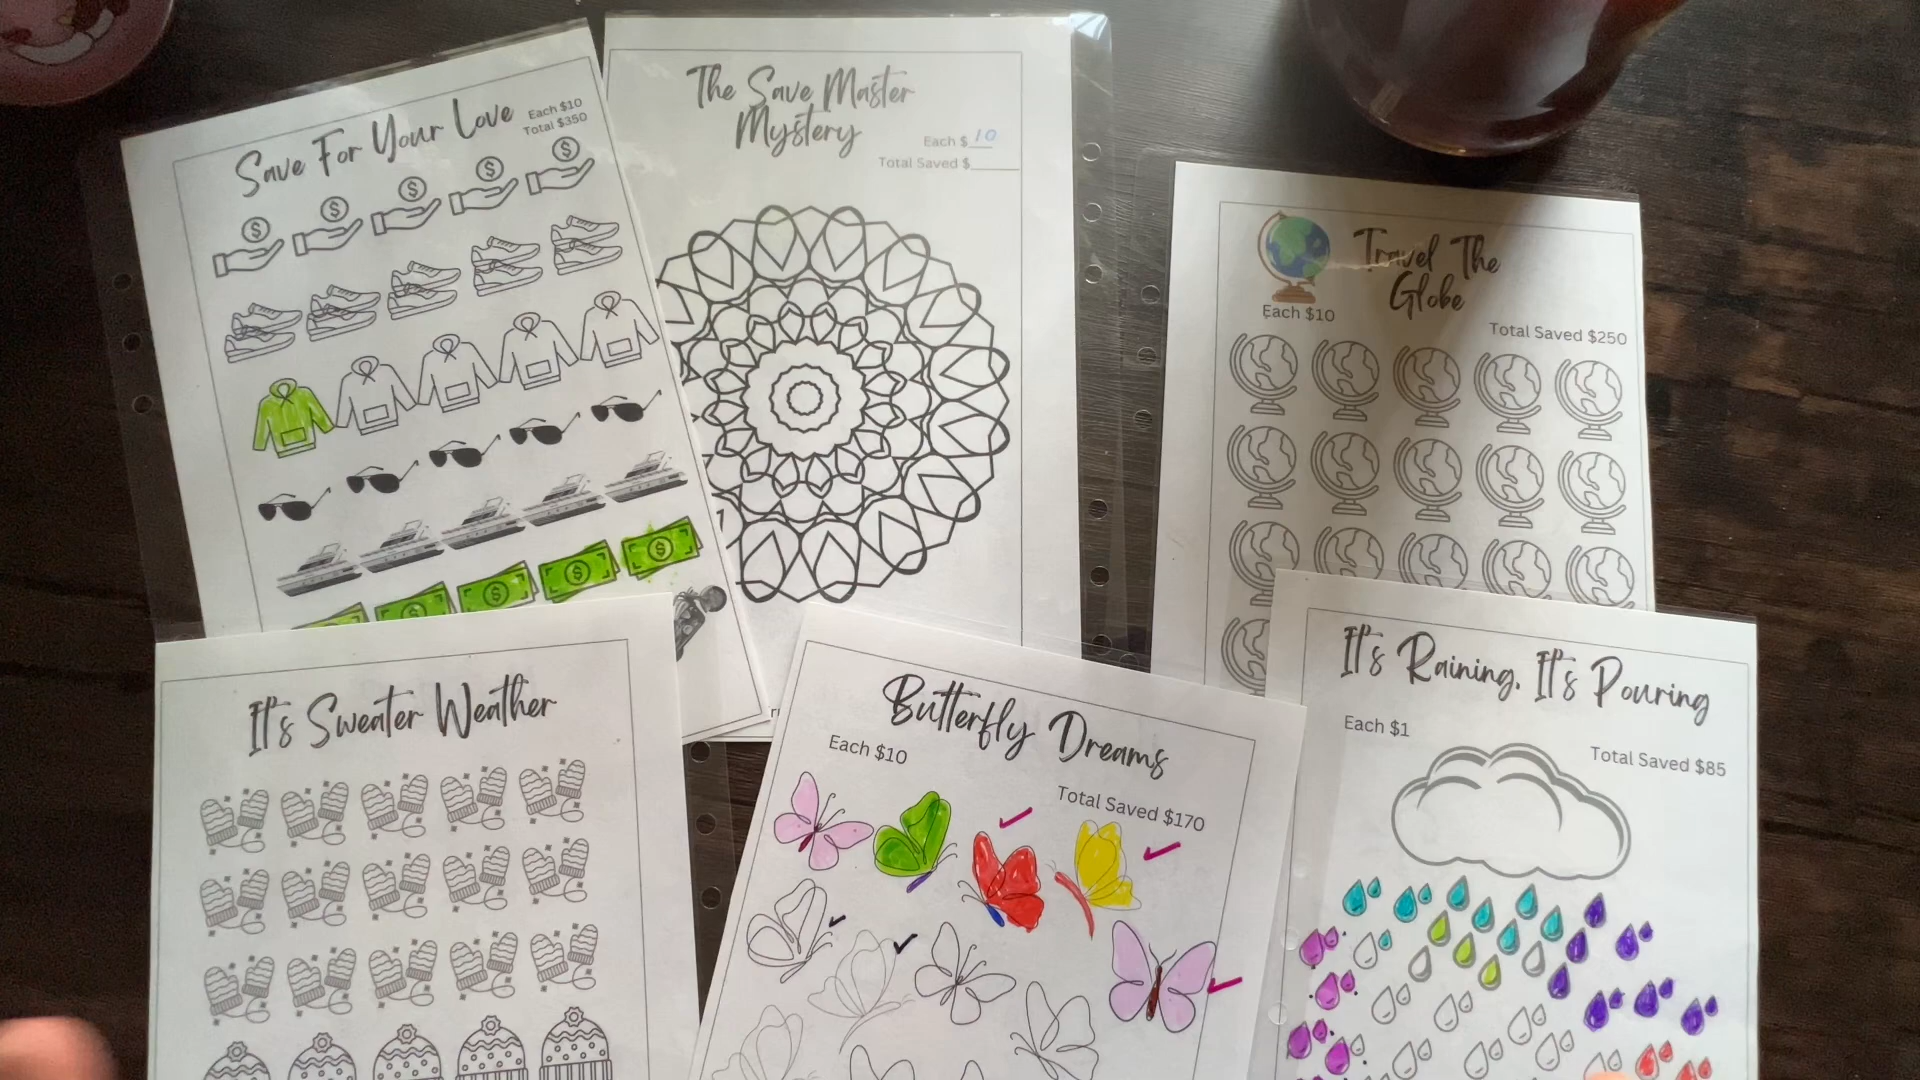 Save For Your Love
Each $10
Total $350
The Save Master
Mystery
Each $ 10
Total Saved $
Travel The
Globe
Each $10
Total Saved $250
It's Sweater Weather
Butterfly Dreams
Each $10
Total Saved $170
It's Raining, It's Pouring
Each $1
Total Saved $85